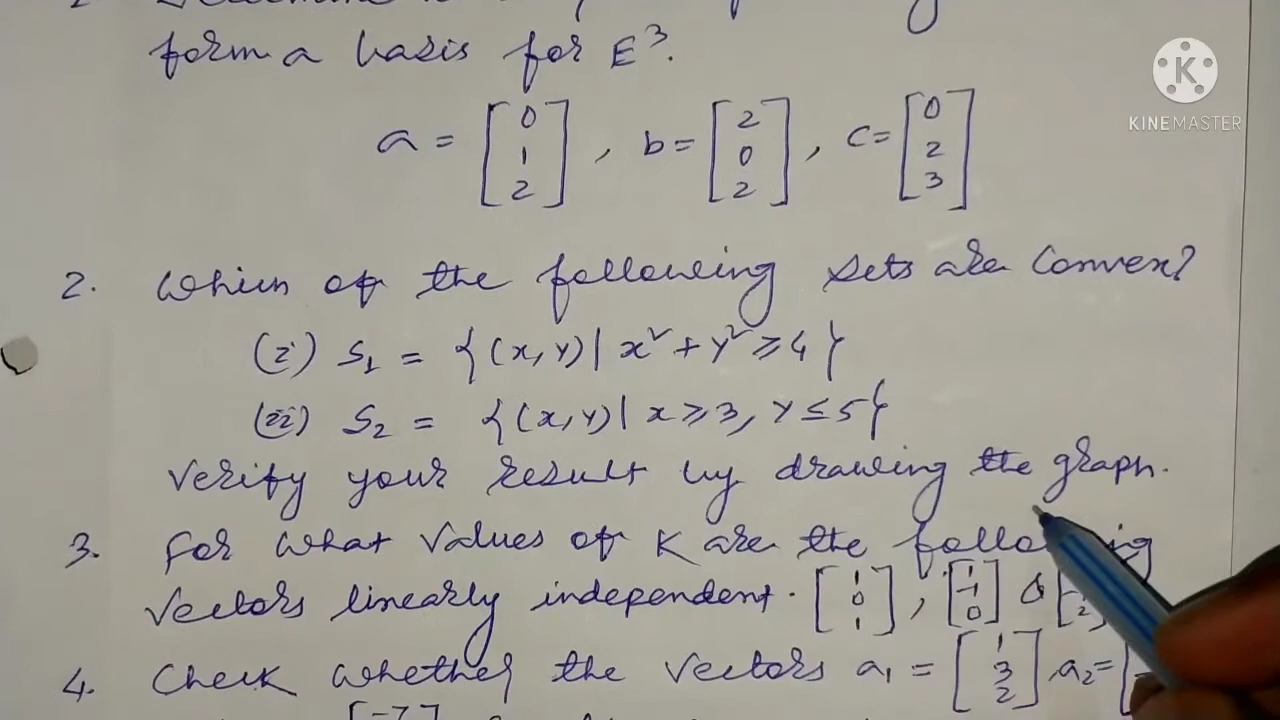 form a basis for E³.
a = [0 1 2], b = [2 0 2], c = [0 2 3]
KINEMASTER
2. Which of the following sets are Convex?
(i) S₁ = {(x, y) | x² + y² ≥ 4}
(ii) S₂ = {(x, y) | x ≥ 3, y ≤ 5}
Verify your result by drawing the graph.
3. For what values of K are the following
vectors linearly independent. [1 0 1], [1 -1 0] &
4. Check whether the vectors a₁ = [1 3 2], a₂ =